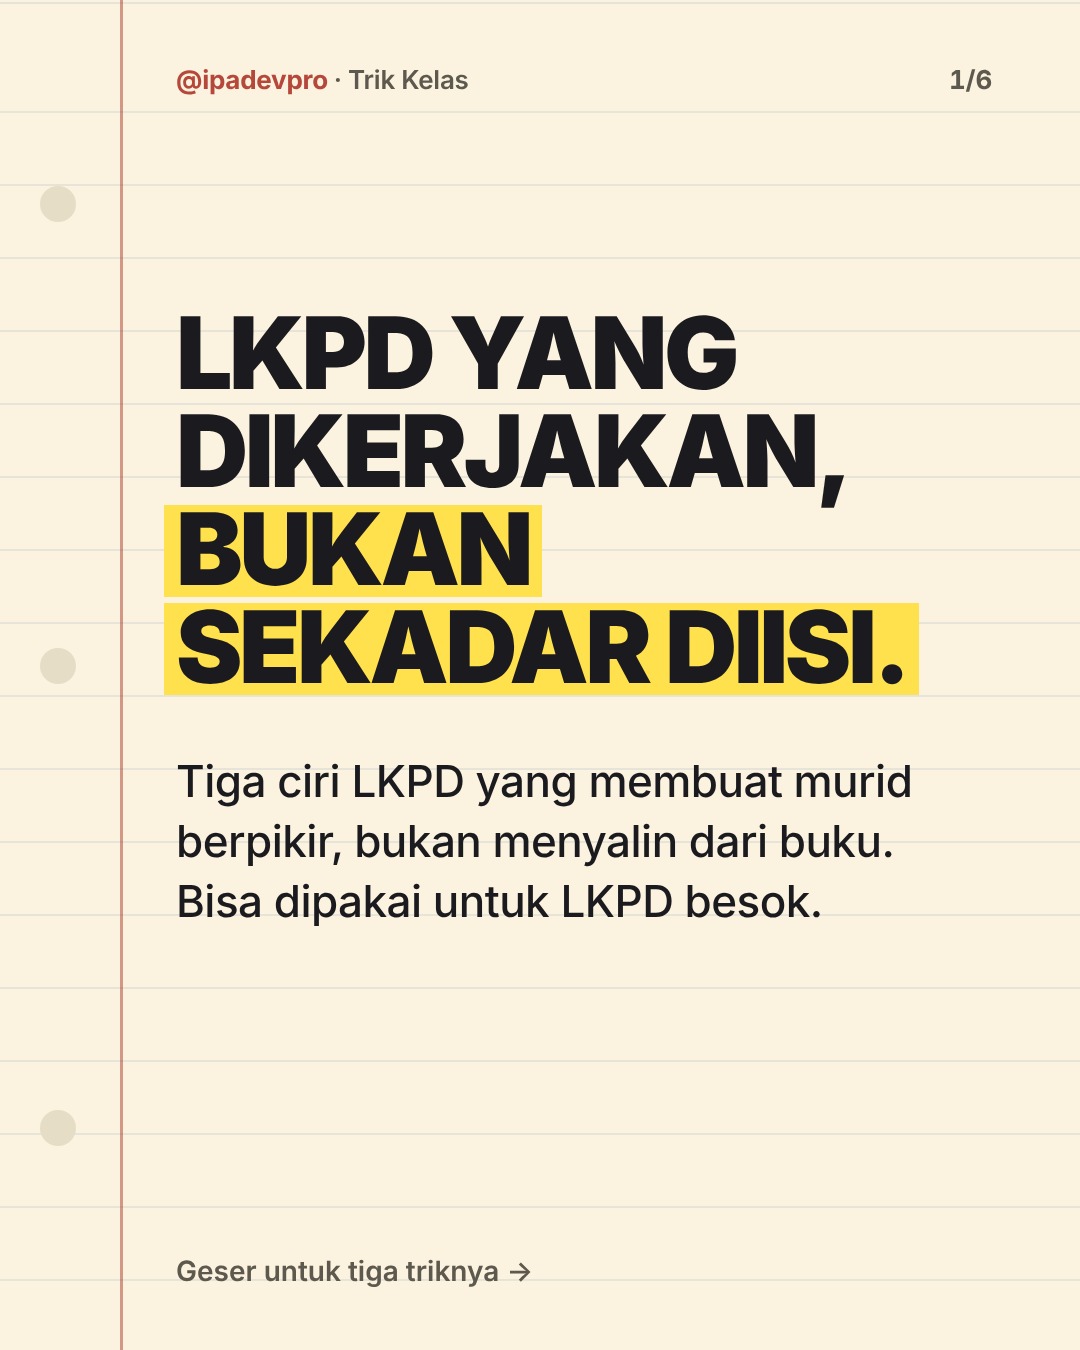 @ipadevpro · Trik Kelas
1/6
LKPD YANG
DIKERJAKAN,
BUKAN
SEKADAR DIISI.
Tiga ciri LKPD yang membuat murid
berpikir, bukan menyalin dari buku.
Bisa dipakai untuk LKPD besok.
Geser untuk tiga triknya →